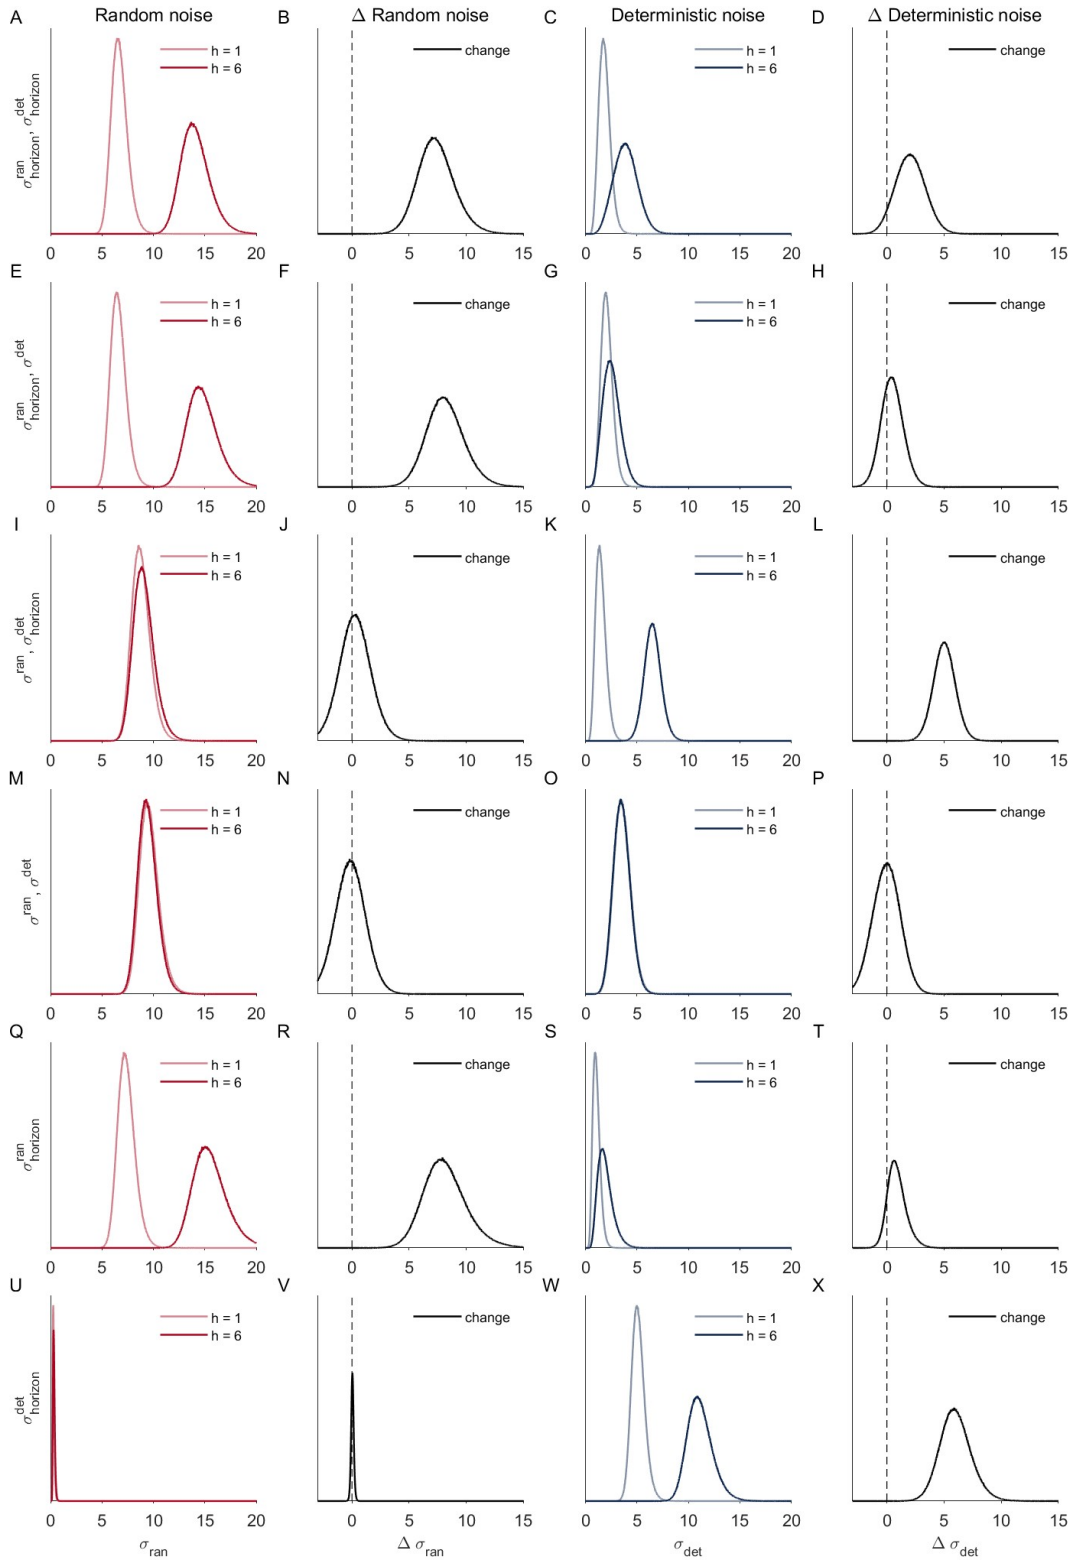 A Random noise B Δ Random noise C Deterministic noise D Δ Deterministic noise
h = 1
h = 6
change
h = 1
h = 6
change
σ^ran_horizon, σ^det_horizon
0 5 10 15 20 0 5 10 15 0 5 10 15 20 0 5 10 15
E F G H
h = 1
h = 6
change
h = 1
h = 6
change
σ^ran_horizon, σ^det
0 5 10 15 20 0 5 10 15 0 5 10 15 20 0 5 10 15
I J K L
h = 1
h = 6
change
h = 1
h = 6
change
σ^ran, σ^det_horizon
0 5 10 15 20 0 5 10 15 0 5 10 15 20 0 5 10 15
M N O P
h = 1
h = 6
change
h = 1
h = 6
change
σ^ran, σ^det
0 5 10 15 20 0 5 10 15 0 5 10 15 20 0 5 10 15
Q R S T
h = 1
h = 6
change
h = 1
h = 6
change
σ^ran_horizon
0 5 10 15 20 0 5 10 15 0 5 10 15 20 0 5 10 15
U V W X
h = 1
h = 6
change
h = 1
h = 6
change
σ^det_horizon
0 5 10 15 20 0 5 10 15 0 5 10 15 20 0 5 10 15
σ_ran Δ σ_ran σ_det Δ σ_det